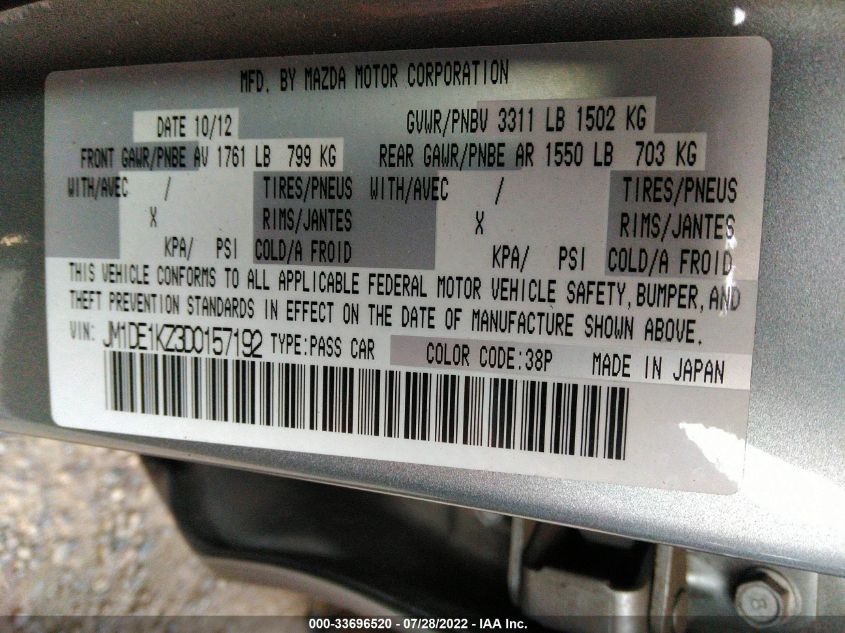 MFD. BY MAZDA MOTOR CORPORATION
DATE 10/12 GVWR/PNBV 3311 LB 1502 KG
FRONT GAWR/PNBE AV 1761 LB 799 KG REAR GAWR/PNBE AR 1550 LB 703 KG
WITH/AVEC / TIRES/PNEUS WITH/AVEC / TIRES/PNEUS
X RIMS/JANTES X RIMS/JANTES
KPA/ PSI COLD/A FROID KPA/ PSI COLD/A FROID
THIS VEHICLE CONFORMS TO ALL APPLICABLE FEDERAL MOTOR VEHICLE SAFETY, BUMPER, AND
THEFT PREVENTION STANDARDS IN EFFECT ON THE DATE OF MANUFACTURE SHOWN ABOVE.
VIN: JM1DE1KZ3D0157192 TYPE:PASS CAR COLOR CODE:38P MADE IN JAPAN
000-33696520 / 07/28/2022 - IAA Inc.